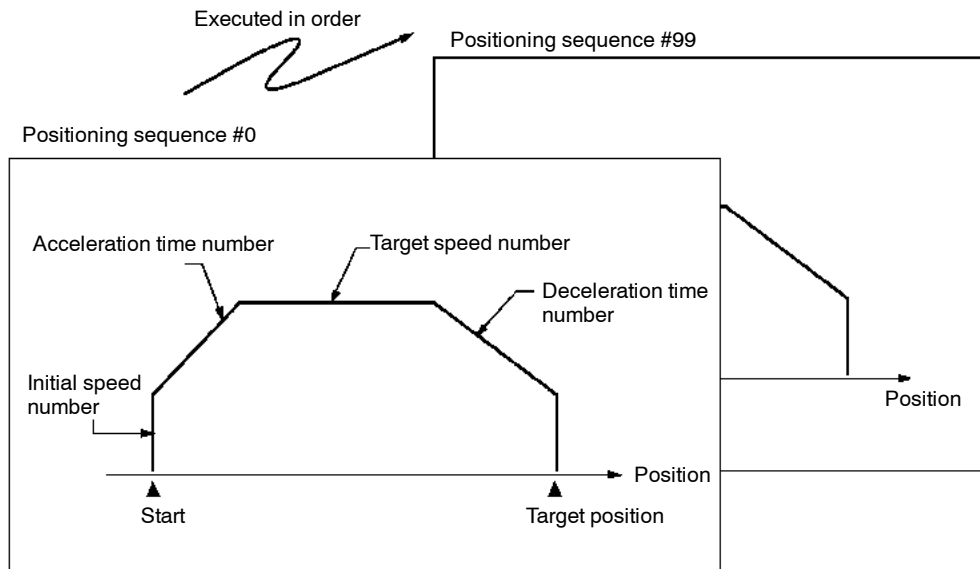 Executed in order
Positioning sequence #99
Positioning sequence #0
Acceleration time number
Target speed number
Deceleration time
number
Initial speed
number
Position
Position
Start
Target position